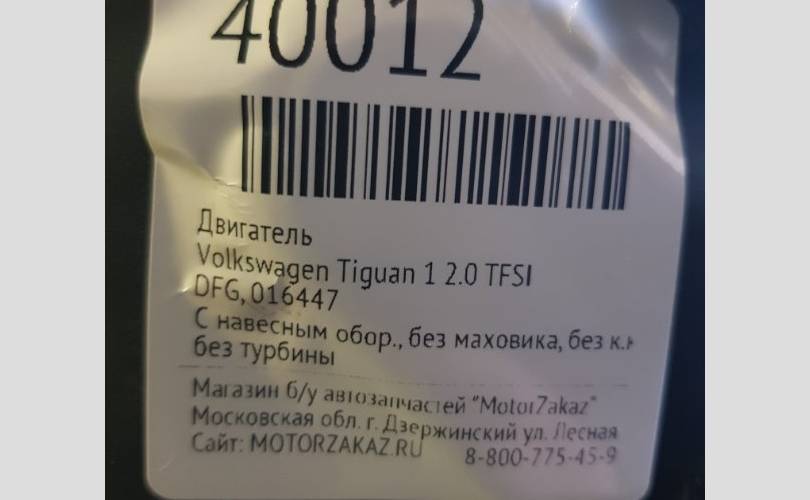 40012
Двигатель
Volkswagen Tiguan 1 2.0 TFSI
DFG, 016447
С навесным обор., без маховика, без к.
без турбины
Магазин б/у автозапчастей "MotorZakaz"
Московская обл. г. Дзержинский ул. Лесная
Сайт: MOTORZAKAZ.RU 8-800-775-45-9